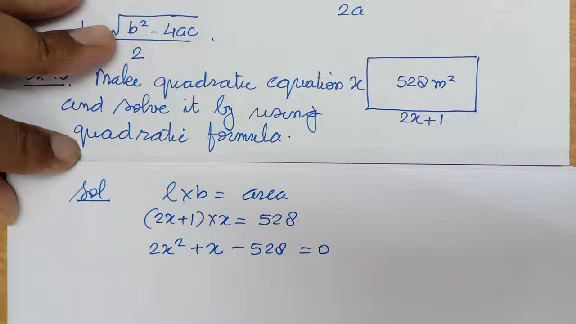 2a
√b² - 4ac .
2
Make quadratic equation x 528 m²
and solve it by using 2x+1
quadratic formula.
Sol l × b = area
(2x+1) × x = 528
2x² + x - 528 = 0